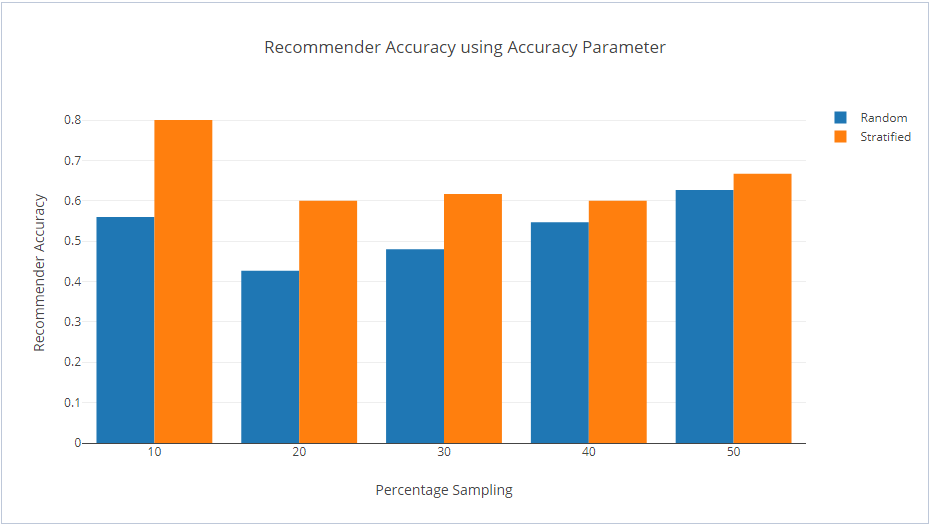 Recommender Accuracy using Accuracy Parameter
Random
Stratified
Recommender Accuracy
0.8
0.7
0.6
0.5
0.4
0.3
0.2
0.1
0
10 20 30 40 50
Percentage Sampling